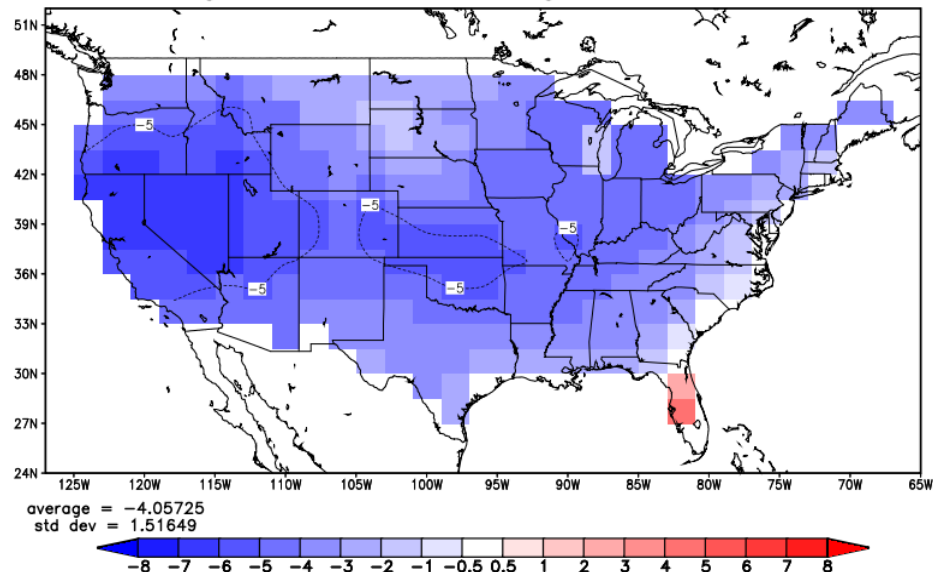 51N
48N
-5
45N
42N
-5
39N
-5
36N
-5
-5
33N
30N
27N
24N
125W 120W 115W 110W 105W 100W 95W 90W 85W 80W 75W 70W 65W
average = -4.05725
std dev = 1.51649
-8 -7 -6 -5 -4 -3 -2 -1 -0.5 0.5 1 2 3 4 5 6 7 8